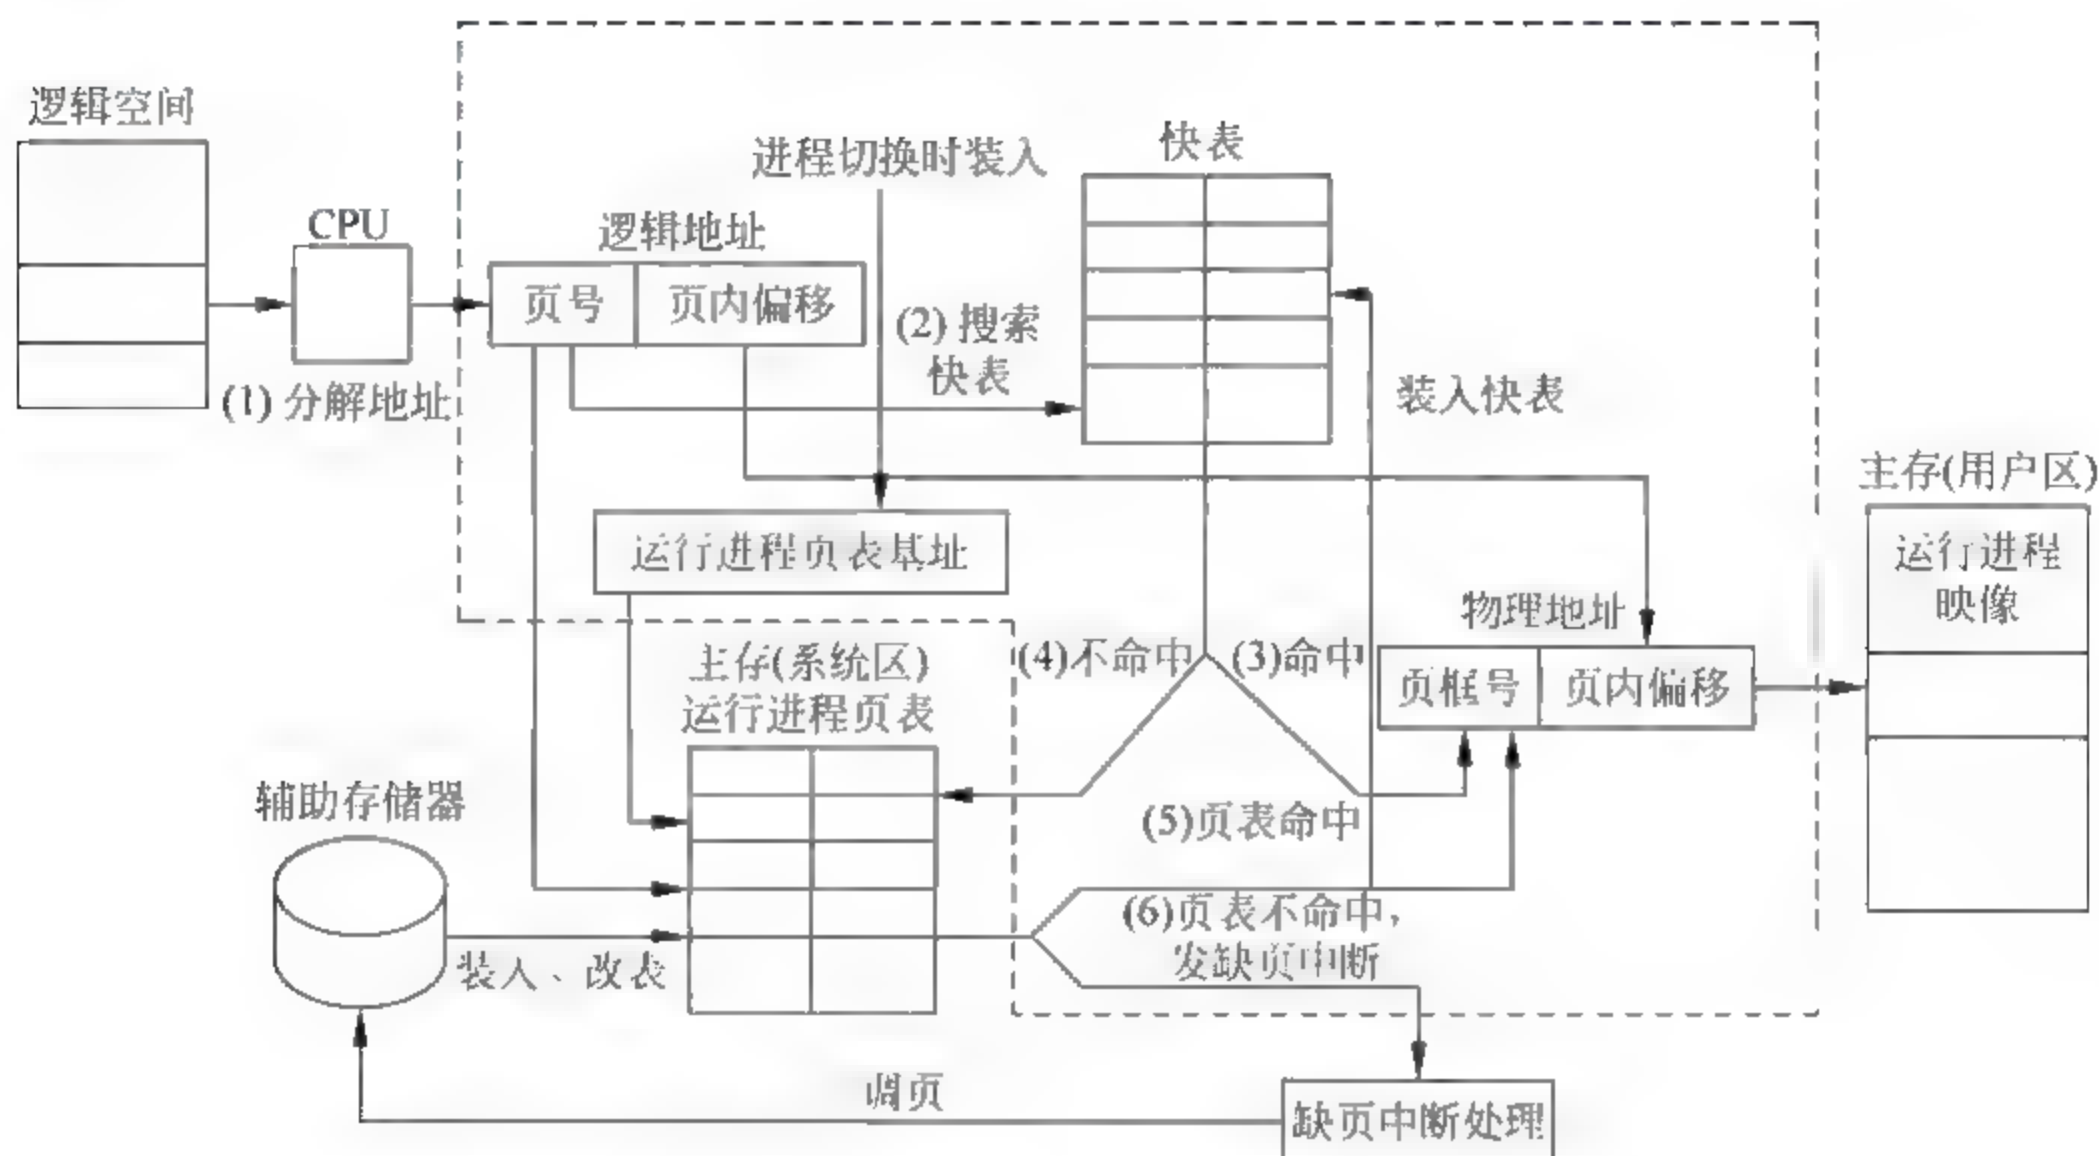 逻辑空间
CPU
(1) 分解地址
进程切换时装入
逻辑地址
页号
页内偏移
(2) 搜索
快表
快表
装入快表
运行进程页表基址
主存(用户区)
运行进程
映像
物理地址
页框号
页内偏移
(4)不命中
(3)命中
主存(系统区)
运行进程页表
(5)页表命中
(6)页表不命中,
发缺页中断
辅助存储器
装入、改表
调页
缺页中断处理